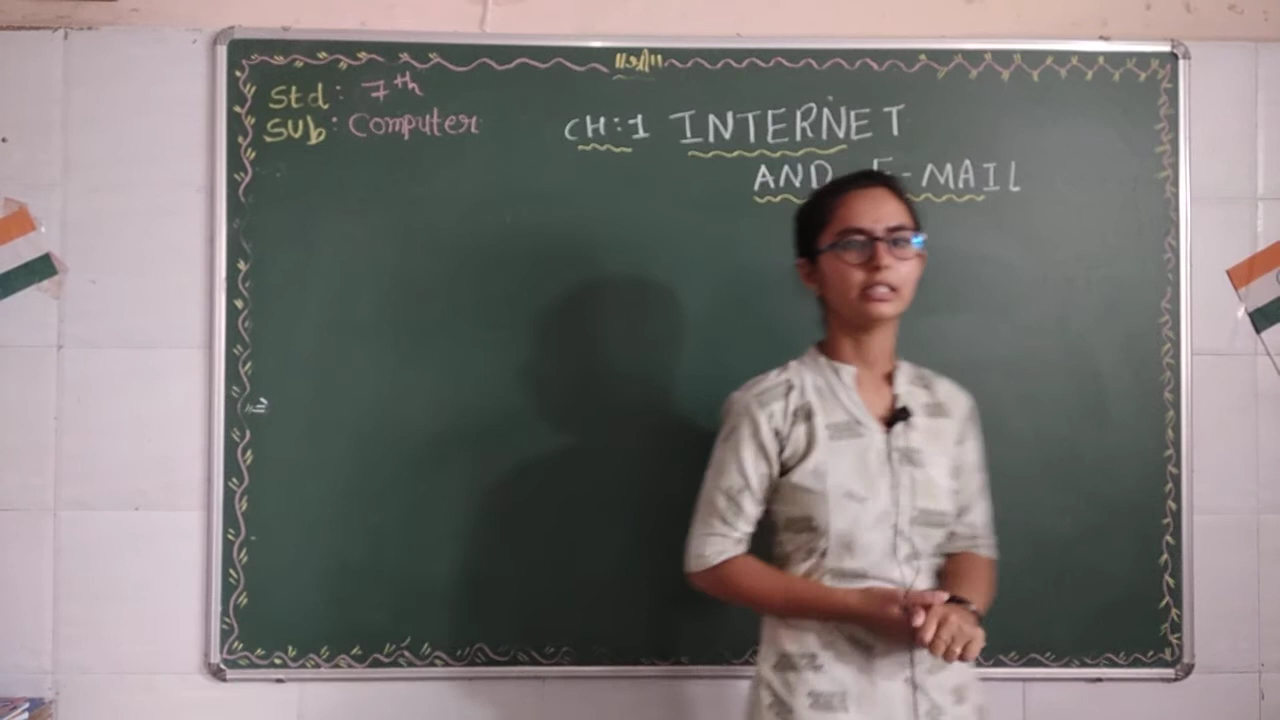 Std: 7th
Sub: Computer
CH:1 INTERNET
AND E-MAIL